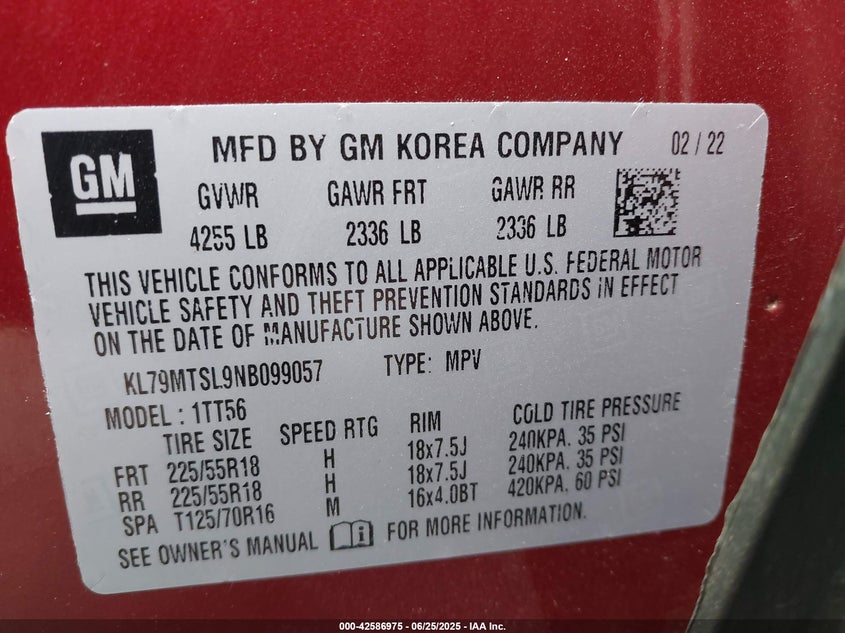 GM
MFD BY GM KOREA COMPANY 02 / 22
GVWR GAWR FRT GAWR RR
4255 LB 2336 LB 2336 LB
THIS VEHICLE CONFORMS TO ALL APPLICABLE U.S. FEDERAL MOTOR
VEHICLE SAFETY AND THEFT PREVENTION STANDARDS IN EFFECT
ON THE DATE OF MANUFACTURE SHOWN ABOVE.
KL79MTSL9NB099057 TYPE: MPV
MODEL : 1TT56
TIRE SIZE SPEED RTG RIM COLD TIRE PRESSURE
FRT 225/55R18 H 18x7.5J 240KPA. 35 PSI
RR 225/55R18 H 18x7.5J 240KPA. 35 PSI
SPA T125/70R16 M 16x4.0BT 420KPA. 60 PSI
SEE OWNER'S MANUAL i FOR MORE INFORMATION.
000-42586975 - 06/25/2025 - IAA Inc.